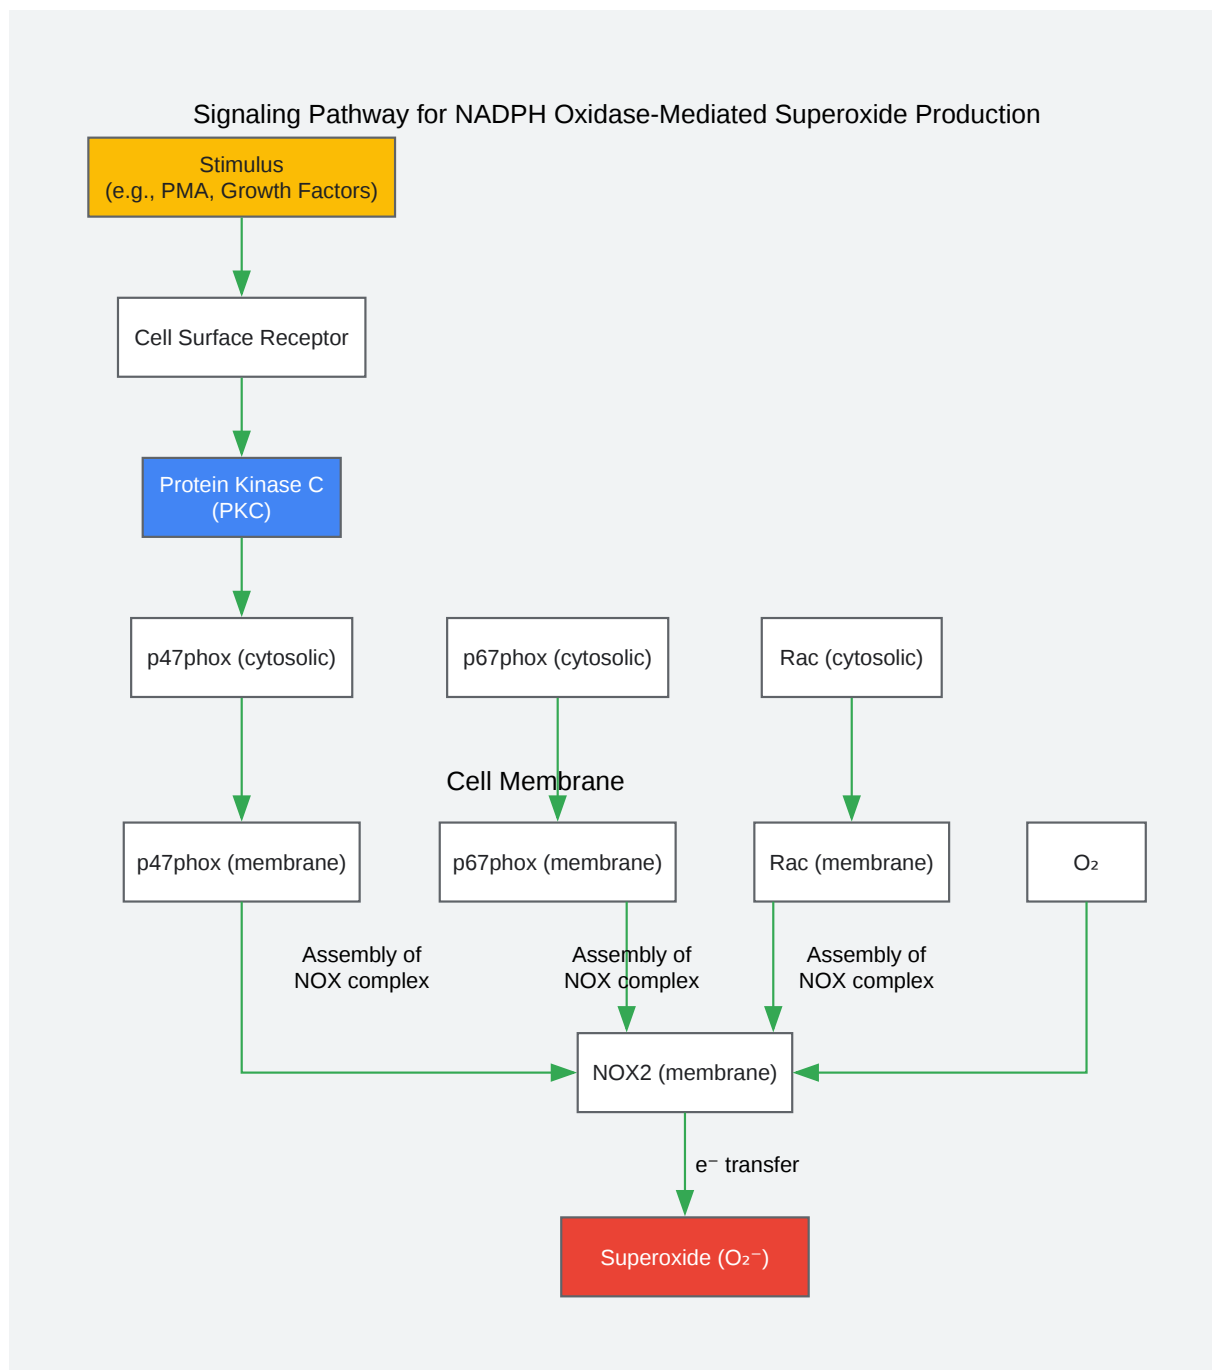 Signaling Pathway for NADPH Oxidase-Mediated Superoxide Production
Stimulus
(e.g., PMA, Growth Factors)
Cell Surface Receptor
Protein Kinase C
(PKC)
p47phox (cytosolic)
p67phox (cytosolic)
Rac (cytosolic)
Cell Membrane
p47phox (membrane)
p67phox (membrane)
Rac (membrane)
O₂
Assembly of
NOX complex
Assembly of
NOX complex
Assembly of
NOX complex
NOX2 (membrane)
e⁻ transfer
Superoxide (O₂⁻)